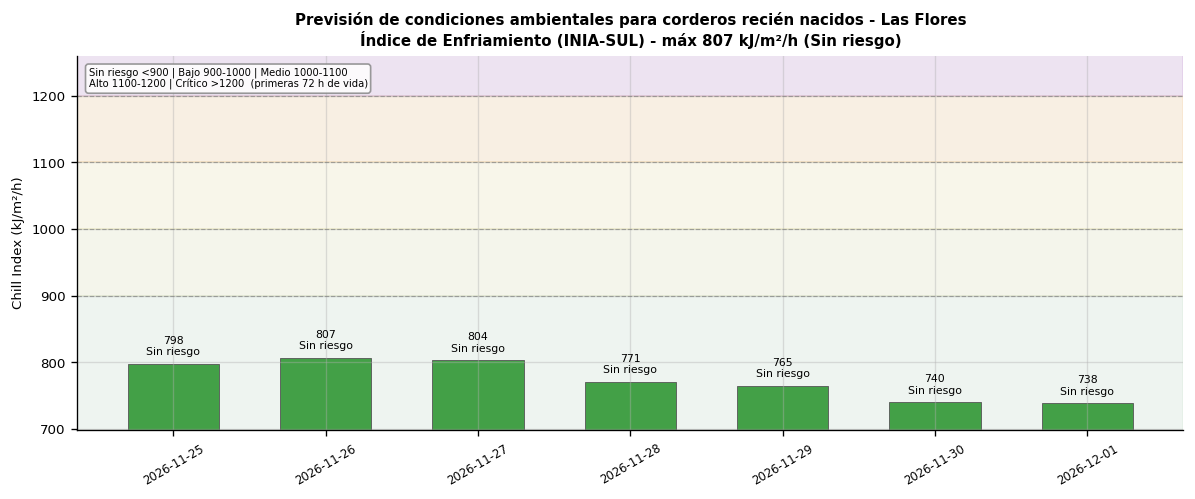 Previsión de condiciones ambientales para corderos recién nacidos - Las Flores
Índice de Enfriamiento (INIA-SUL) - máx 807 kJ/m²/h (Sin riesgo)
Sin riesgo <900 | Bajo 900-1000 | Medio 1000-1100
Alto 1100-1200 | Crítico >1200  (primeras 72 h de vida)
Chill Index (kJ/m²/h)
1200
1100
1000
900
800
700
798
Sin riesgo
807
Sin riesgo
804
Sin riesgo
771
Sin riesgo
765
Sin riesgo
740
Sin riesgo
738
Sin riesgo
2026-11-25
2026-11-26
2026-11-27
2026-11-28
2026-11-29
2026-11-30
2026-12-01